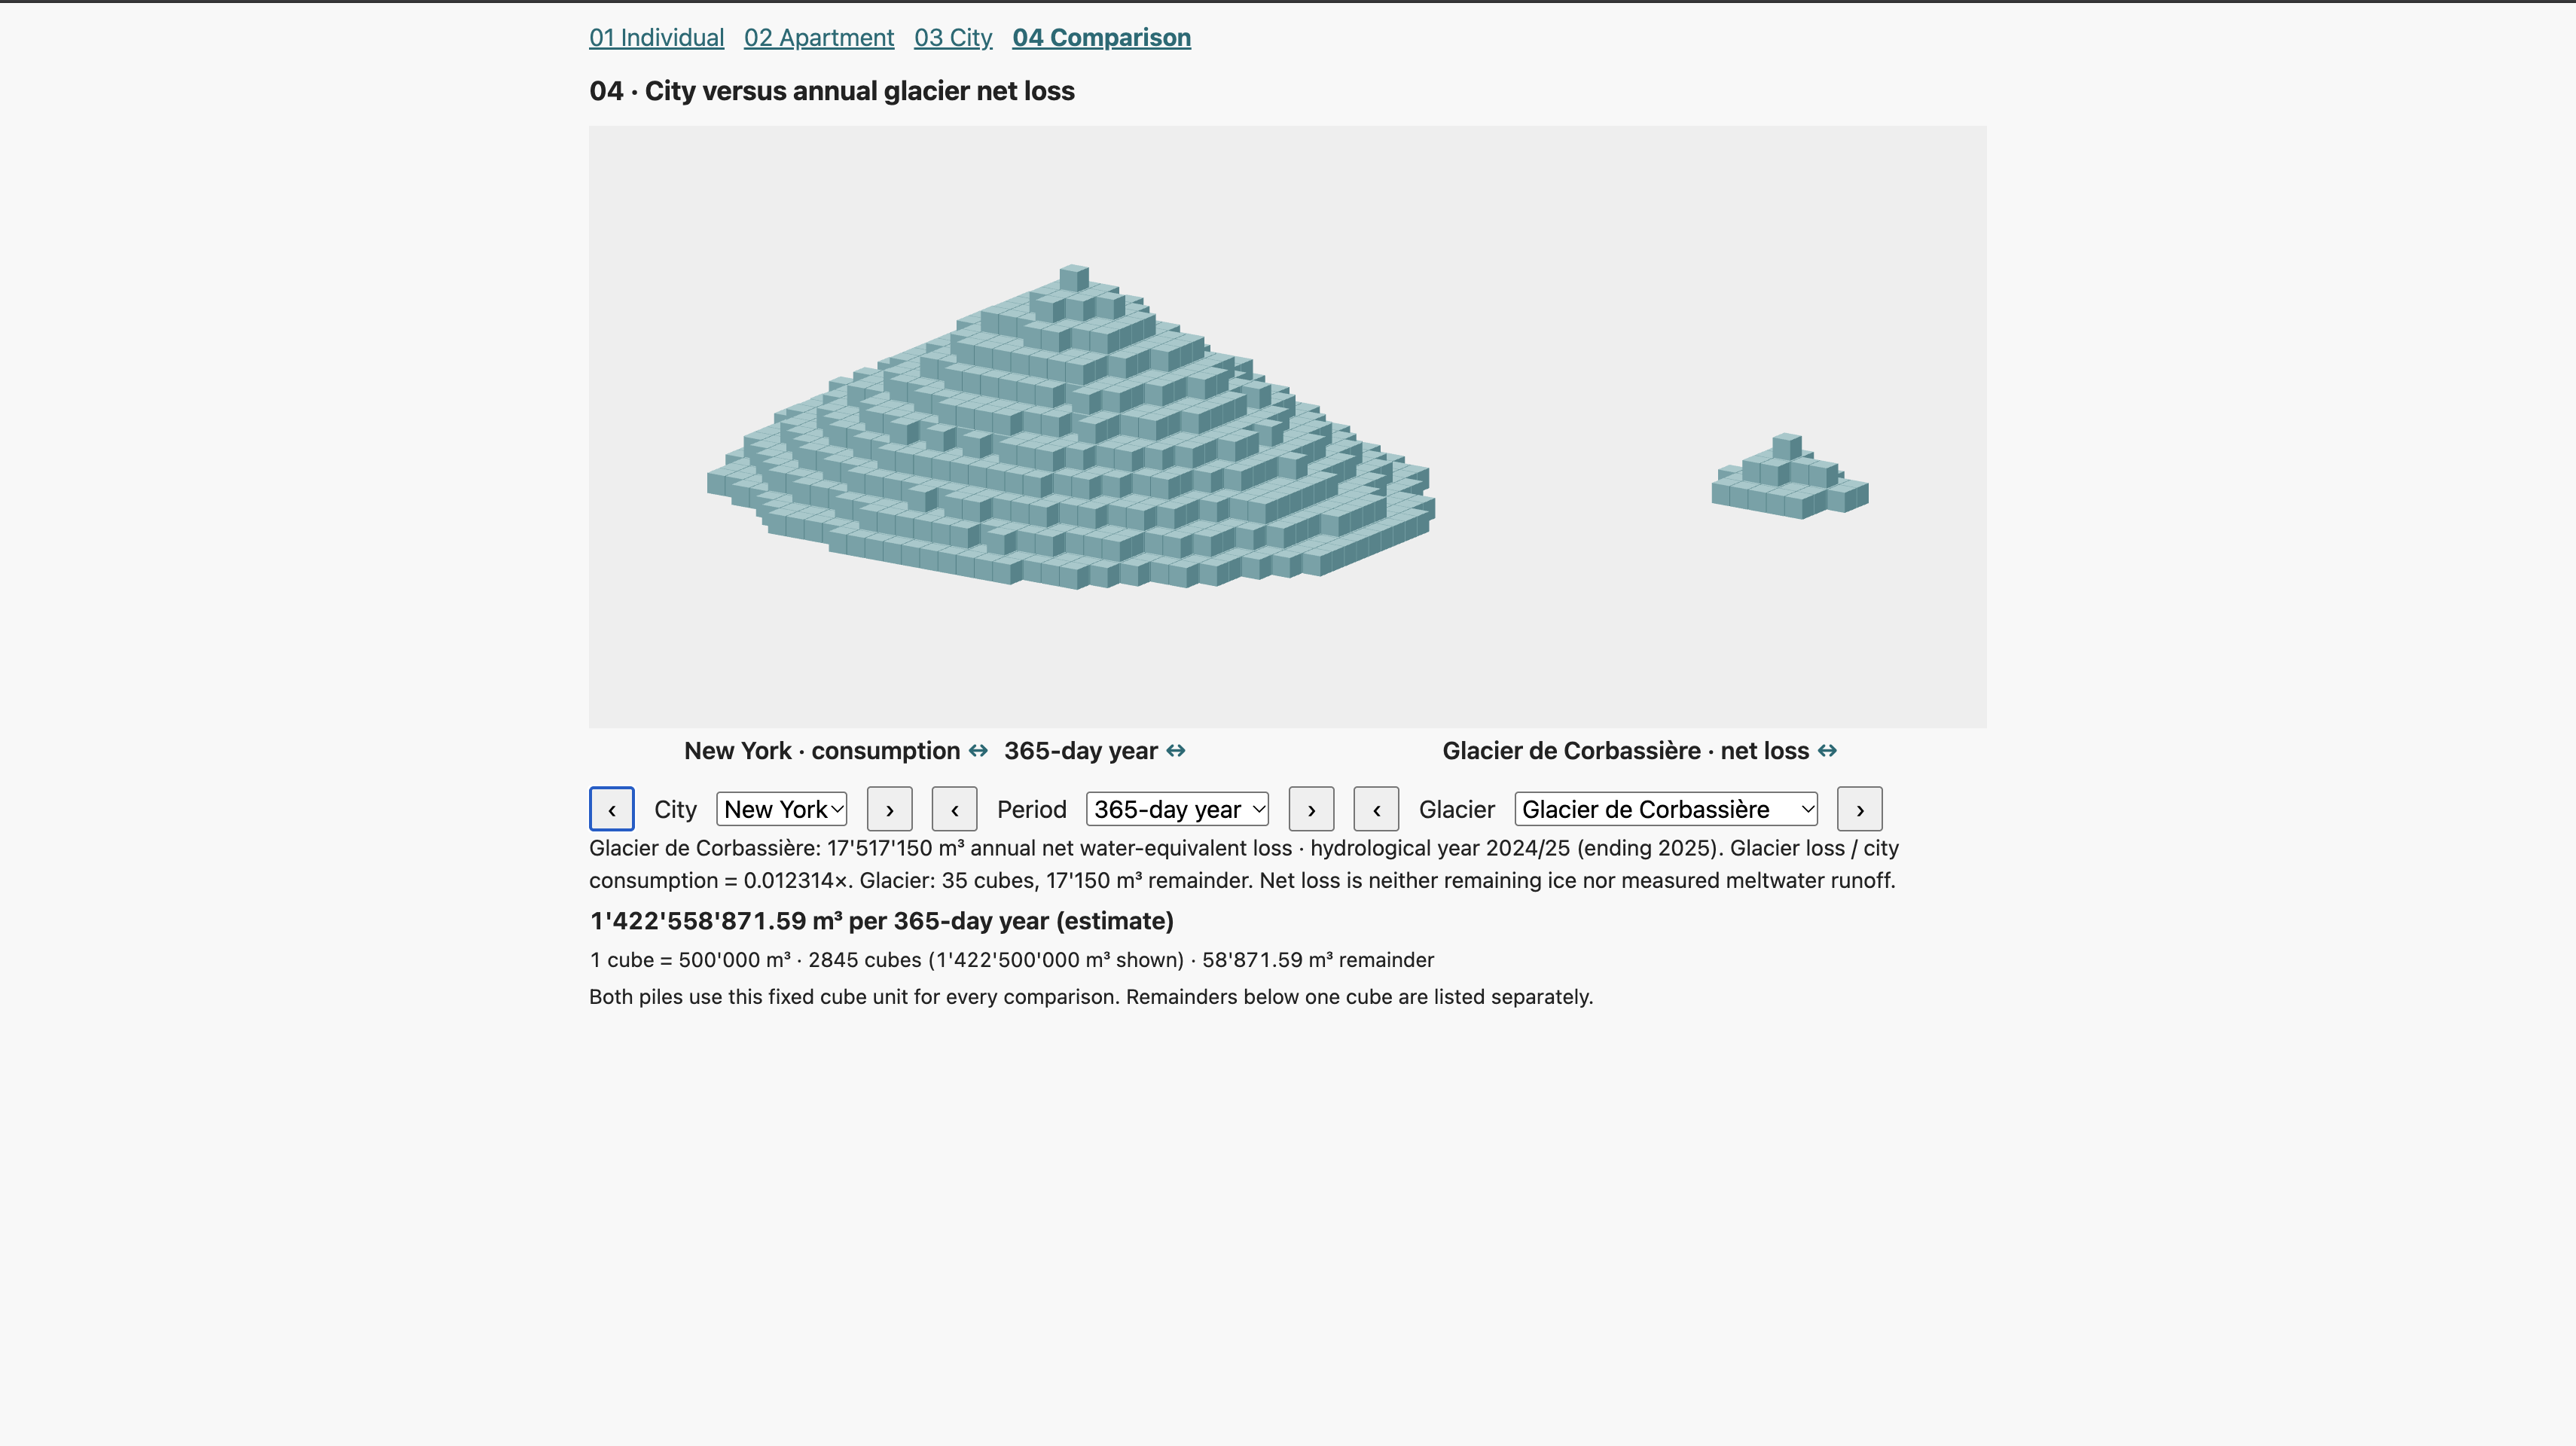 01 Individual 02 Apartment 03 City 04 Comparison
04 · City versus annual glacier net loss
New York · consumption ↔ 365-day year ↔ Glacier de Corbassière · net loss ↔
‹ City New York › ‹ Period 365-day year › ‹ Glacier Glacier de Corbassière ›
Glacier de Corbassière: 17'517'150 m³ annual net water-equivalent loss · hydrological year 2024/25 (ending 2025). Glacier loss / city
consumption = 0.012314×. Glacier: 35 cubes, 17'150 m³ remainder. Net loss is neither remaining ice nor measured meltwater runoff.
1'422'558'871.59 m³ per 365-day year (estimate)
1 cube = 500'000 m³ · 2845 cubes (1'422'500'000 m³ shown) · 58'871.59 m³ remainder
Both piles use this fixed cube unit for every comparison. Remainders below one cube are listed separately.